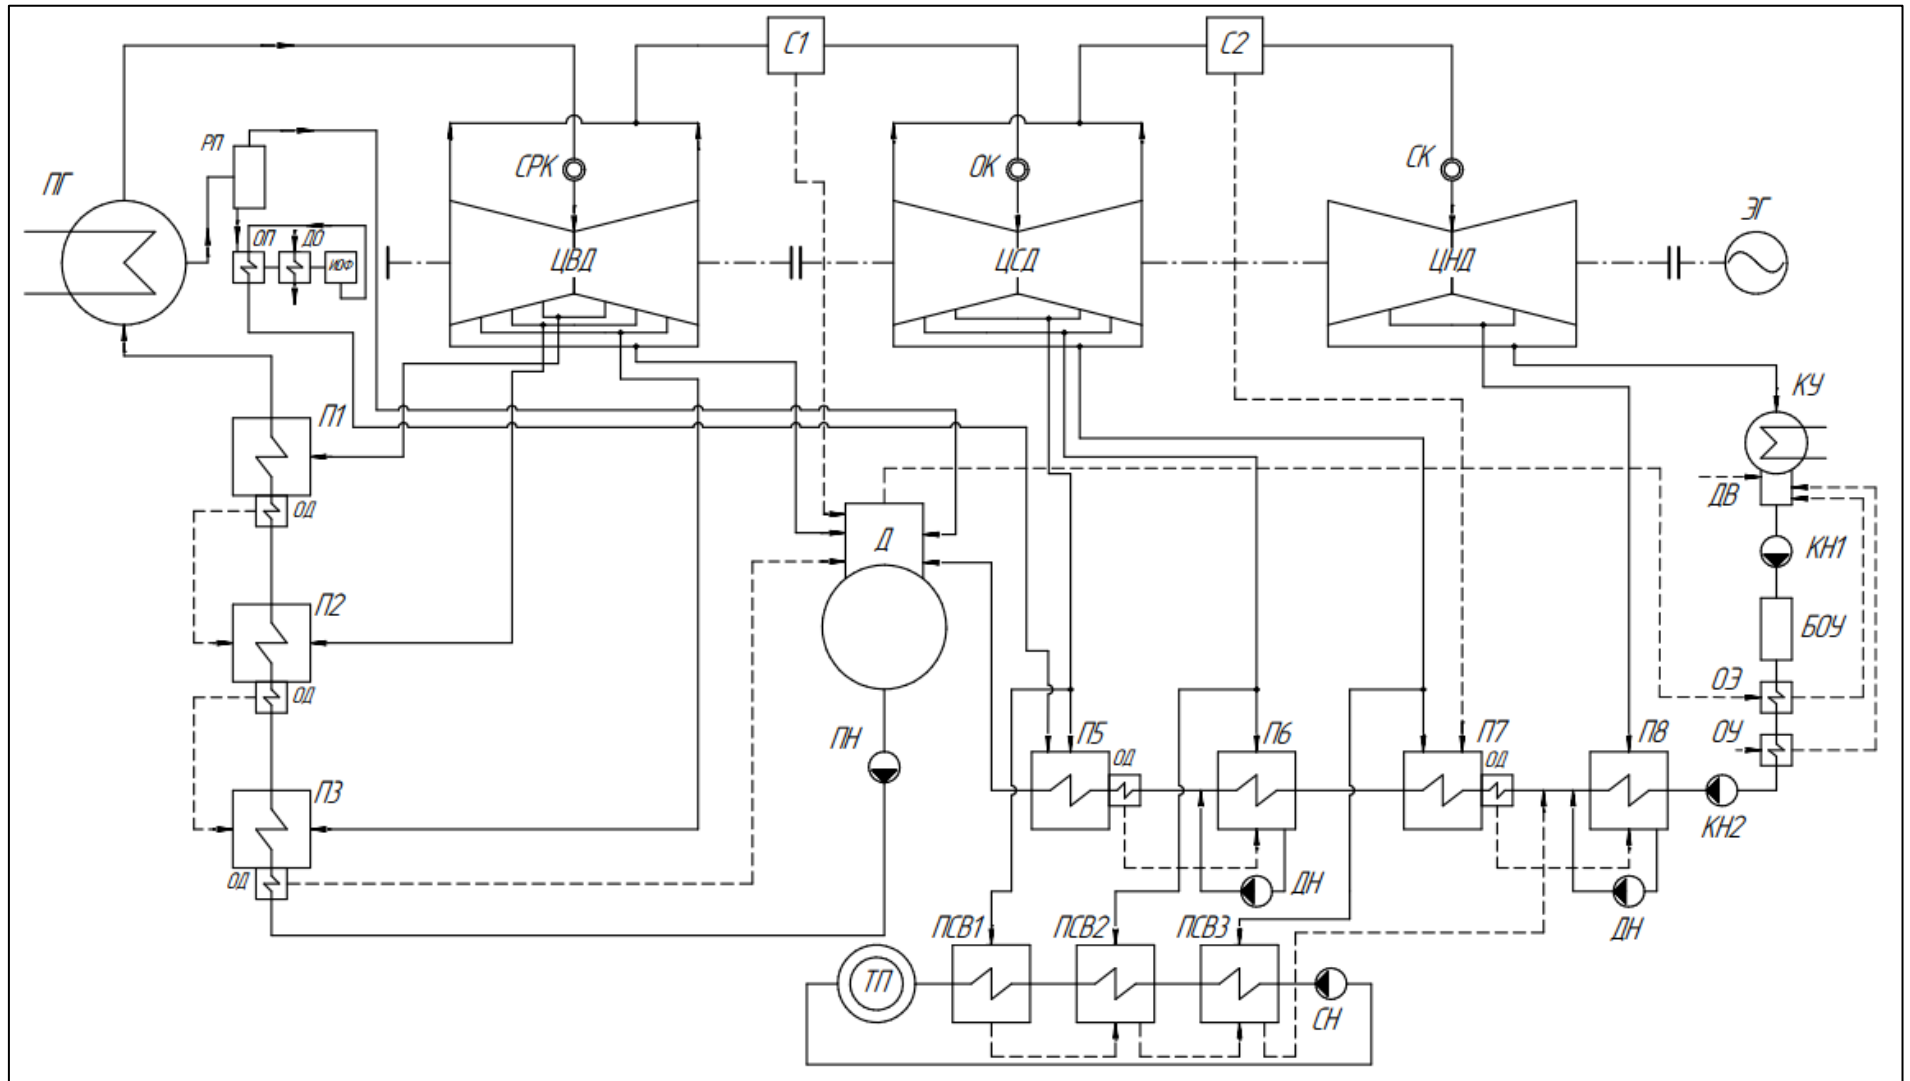 С1
С2
РП
СРК
ОК
СК
ПГ
ЭГ
ОП
ДО
ИОФ
ЦВД
ЦСД
ЦНД
КУ
П1
ДВ
ОД
Д
КН1
П2
БОУ
ОД
ОЭ
ПН
П5
П6
П7
П8
ОУ
ОД
ОД
П3
КН2
ОД
ДН
ДН
ПСВ1
ПСВ2
ПСВ3
ТП
СН